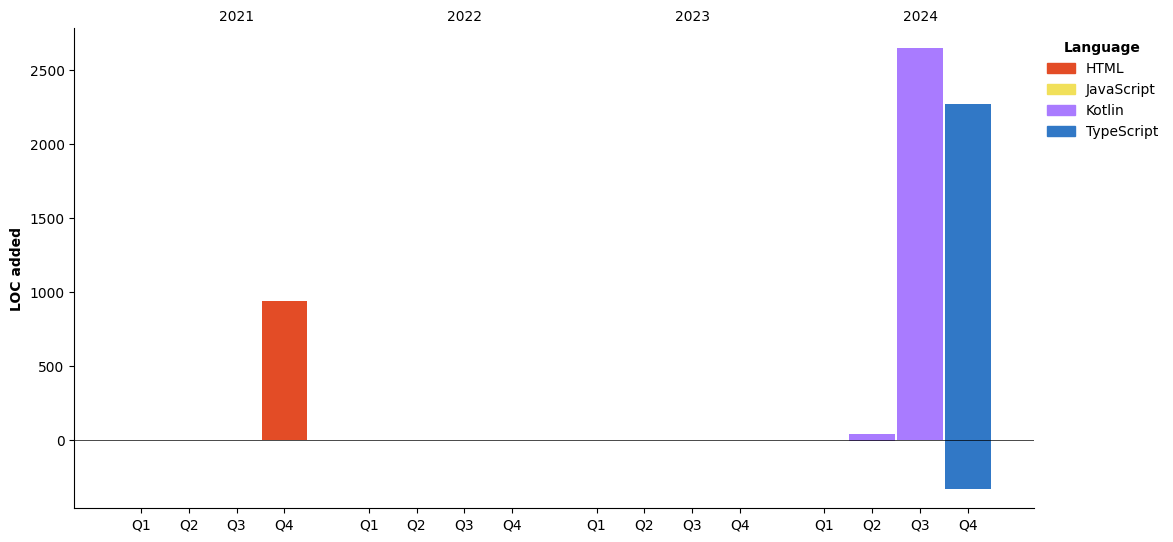 2021 2022 2023 2024
Language
HTML
JavaScript
Kotlin
TypeScript
LOC added
2500
2000
1500
1000
500
0
Q1 Q2 Q3 Q4 Q1 Q2 Q3 Q4 Q1 Q2 Q3 Q4 Q1 Q2 Q3 Q4